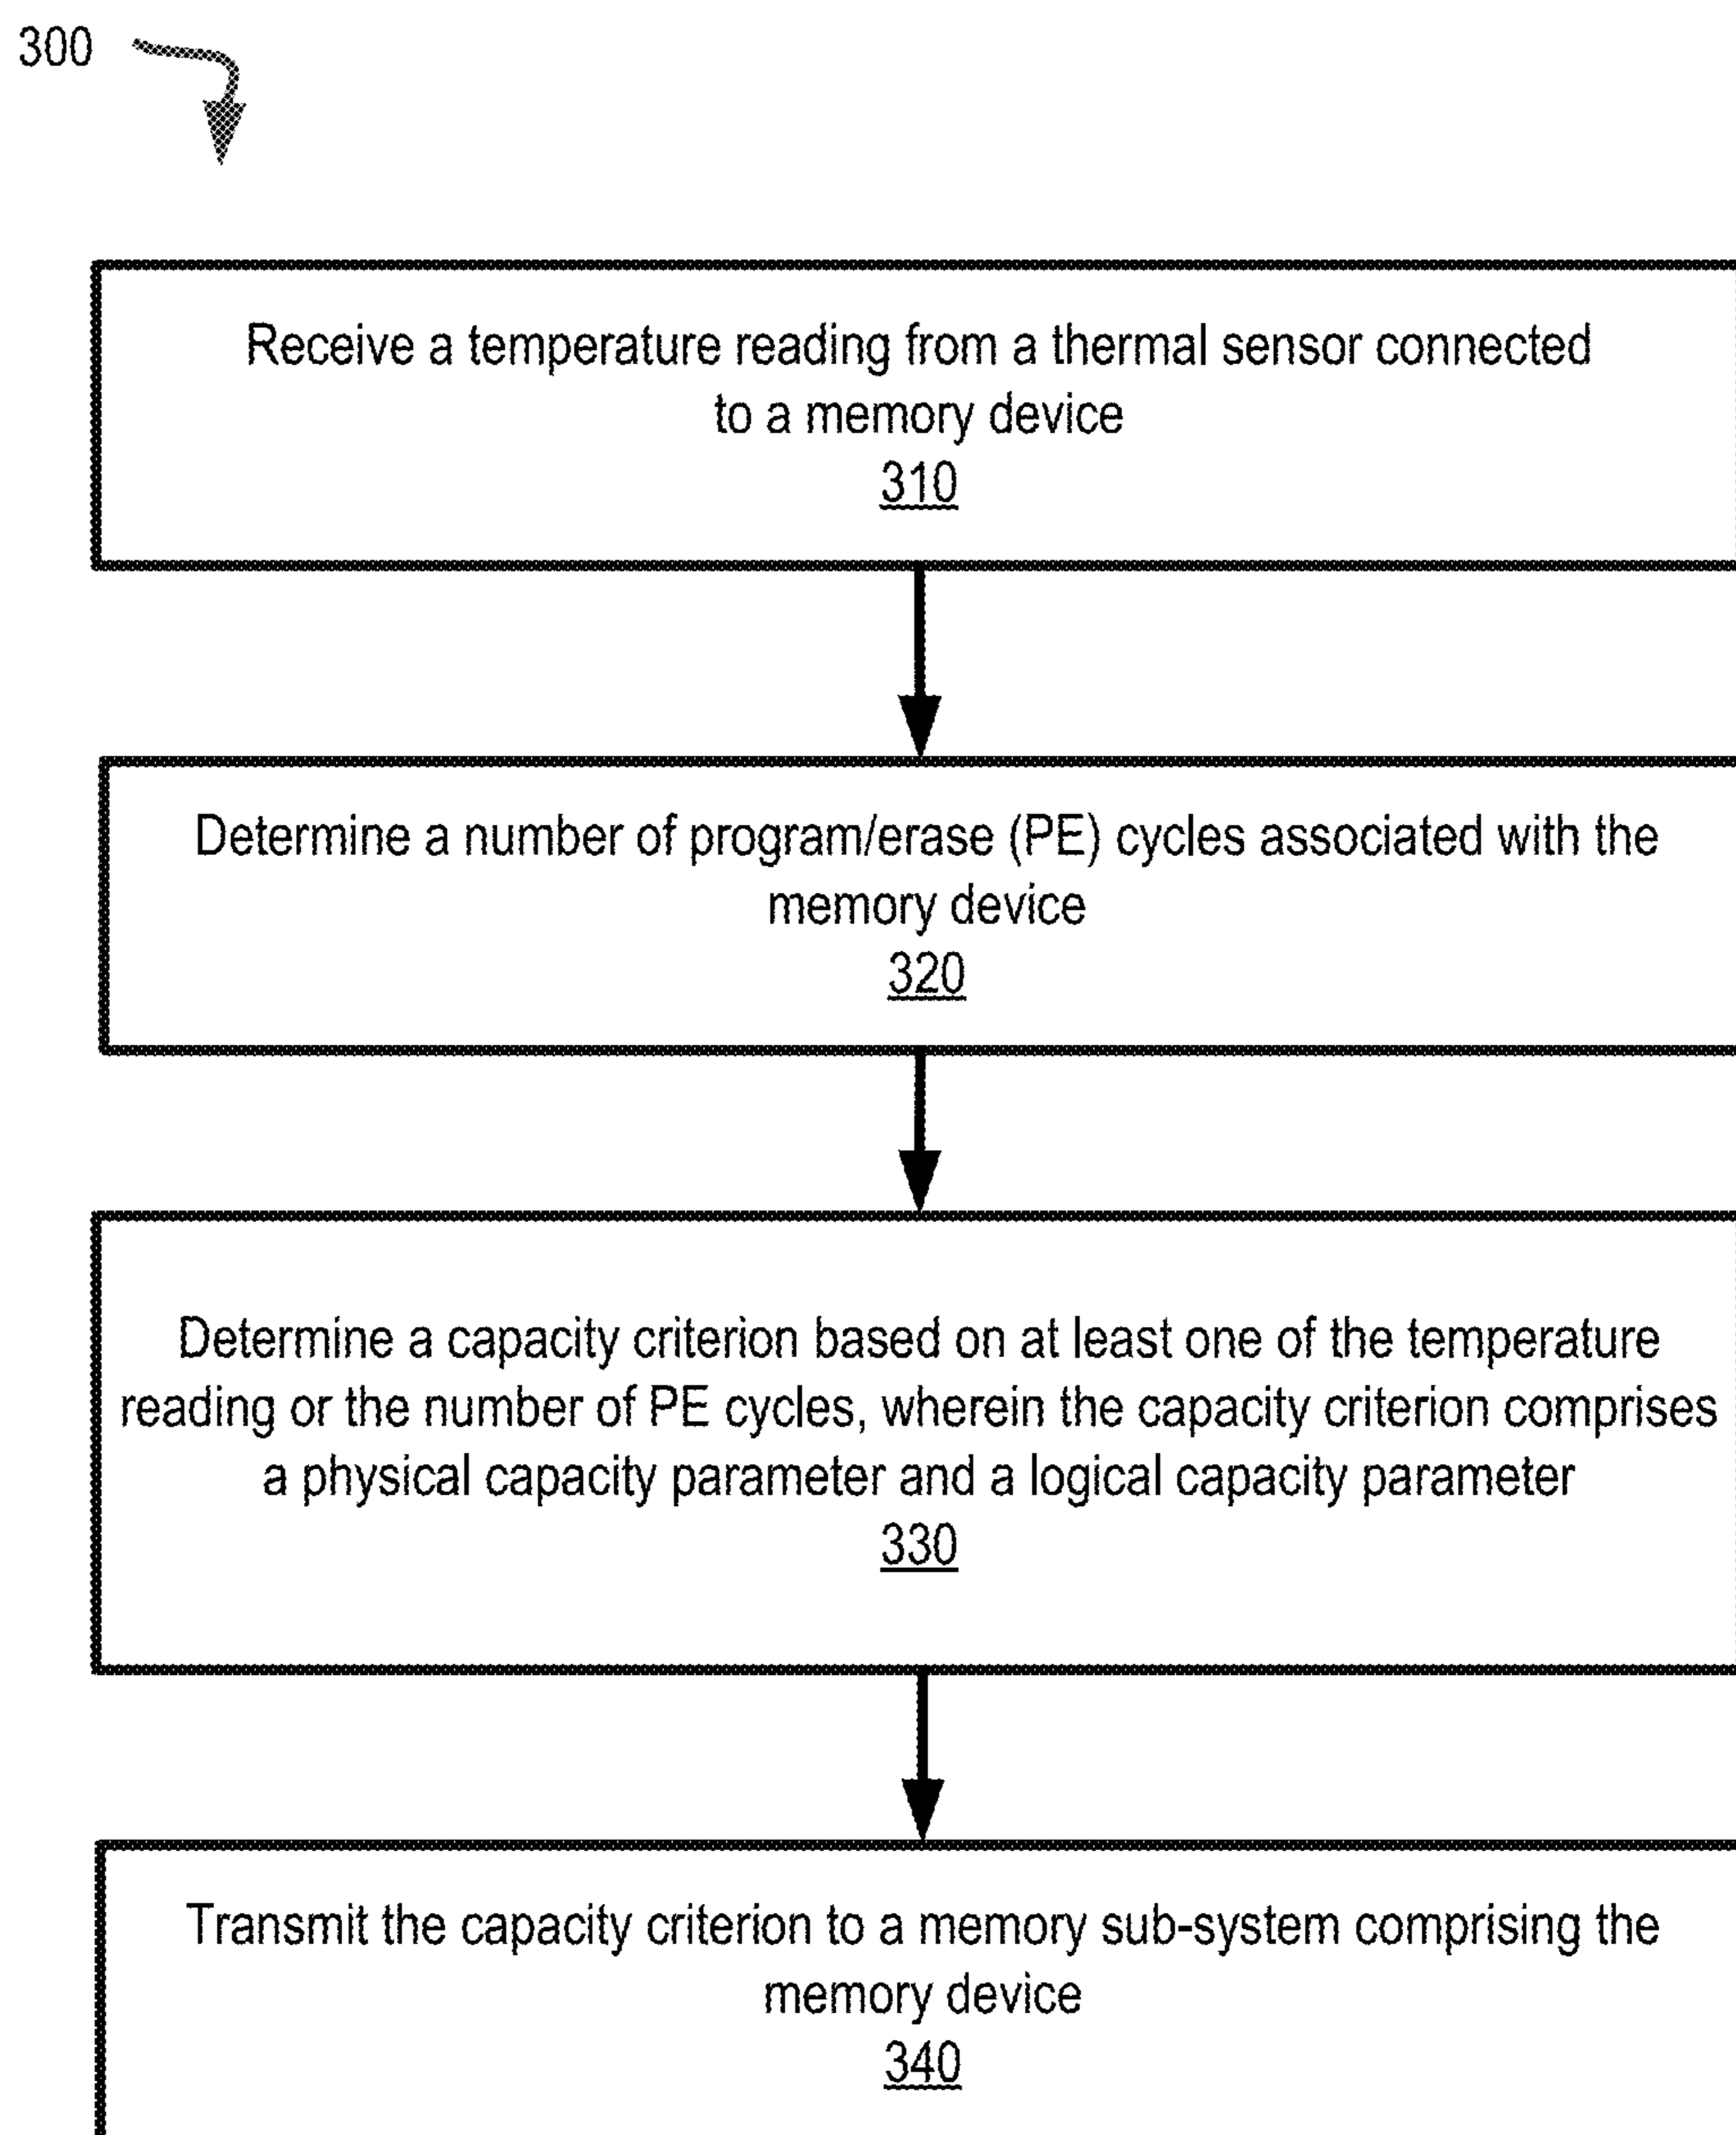 300
Receive a temperature reading from a thermal sensor connected
to a memory device
310
Determine a number of program/erase (PE) cycles associated with the
memory device
320
Determine a capacity criterion based on at least one of the temperature
reading or the number of PE cycles, wherein the capacity criterion comprises
a physical capacity parameter and a logical capacity parameter
330
Transmit the capacity criterion to a memory sub-system comprising the
memory device
340